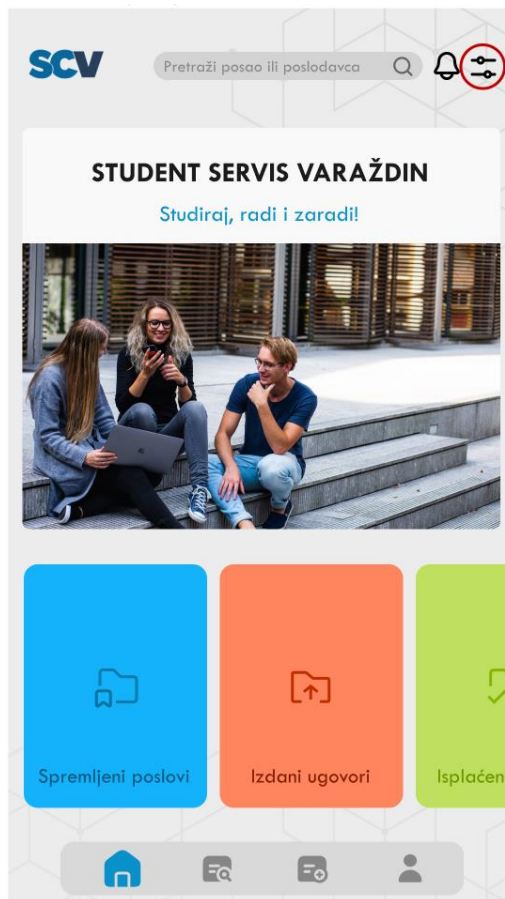 SCV
Pretraži posao ili poslodavca
STUDENT SERVIS VARAŽDIN
Studiraj, radi i zaradi!
Spremljeni poslovi
Izdani ugovori
Isplaćen